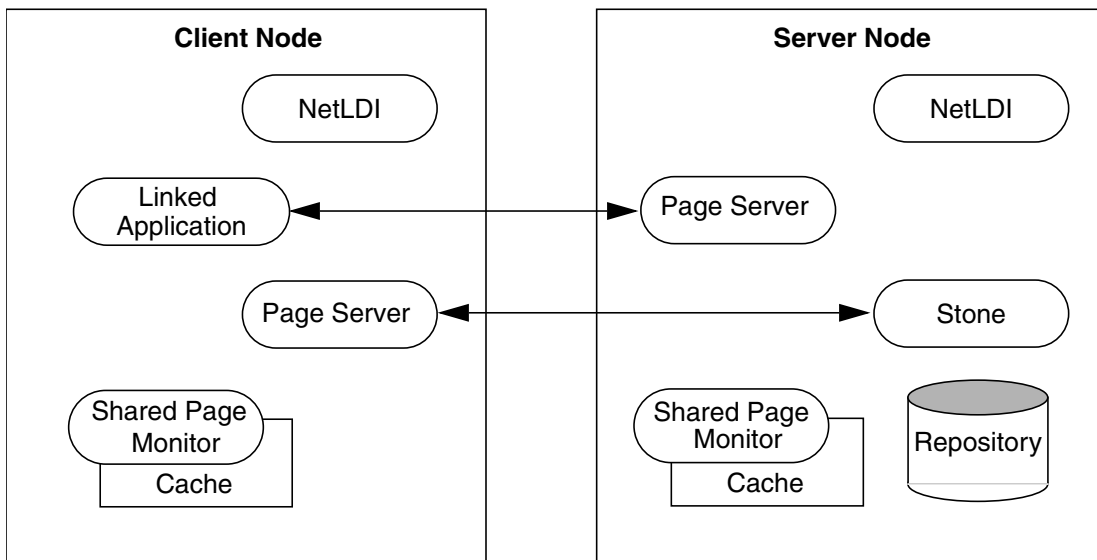 Client Node
NetLDI
Linked
Application
Page Server
Shared Page
Monitor
Cache
Server Node
NetLDI
Page Server
Stone
Shared Page
Monitor
Cache
Repository